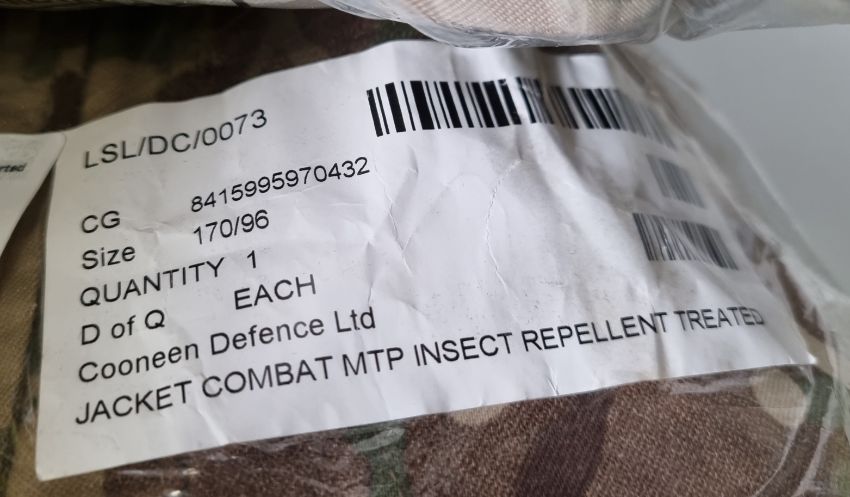 LSL/DC/0073
CG 8415995970432
Size 170/96
QUANTITY 1
D of Q EACH
Cooneen Defence Ltd
JACKET COMBAT MTP INSECT REPELLENT TREATED